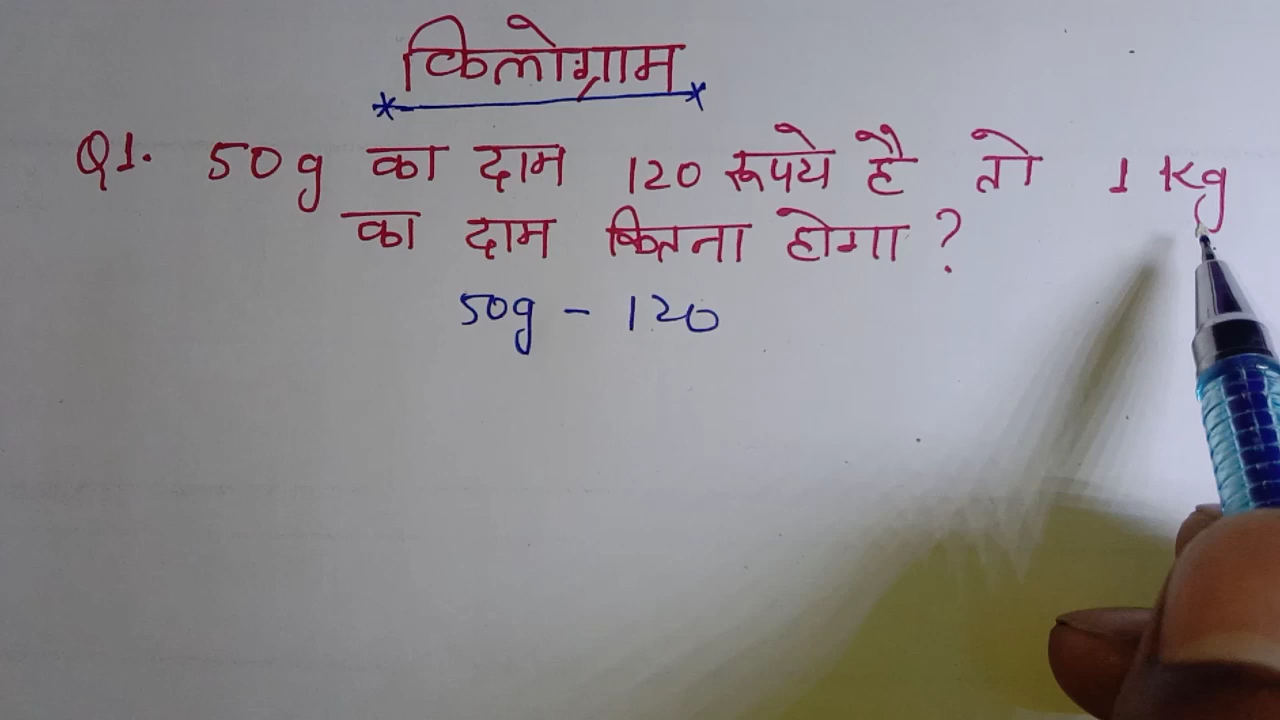 किलोग्राम
Q1. 50g का दाम 120 रूपये है तो 1 Kg
का दाम कितना होगा ?
50g - 120